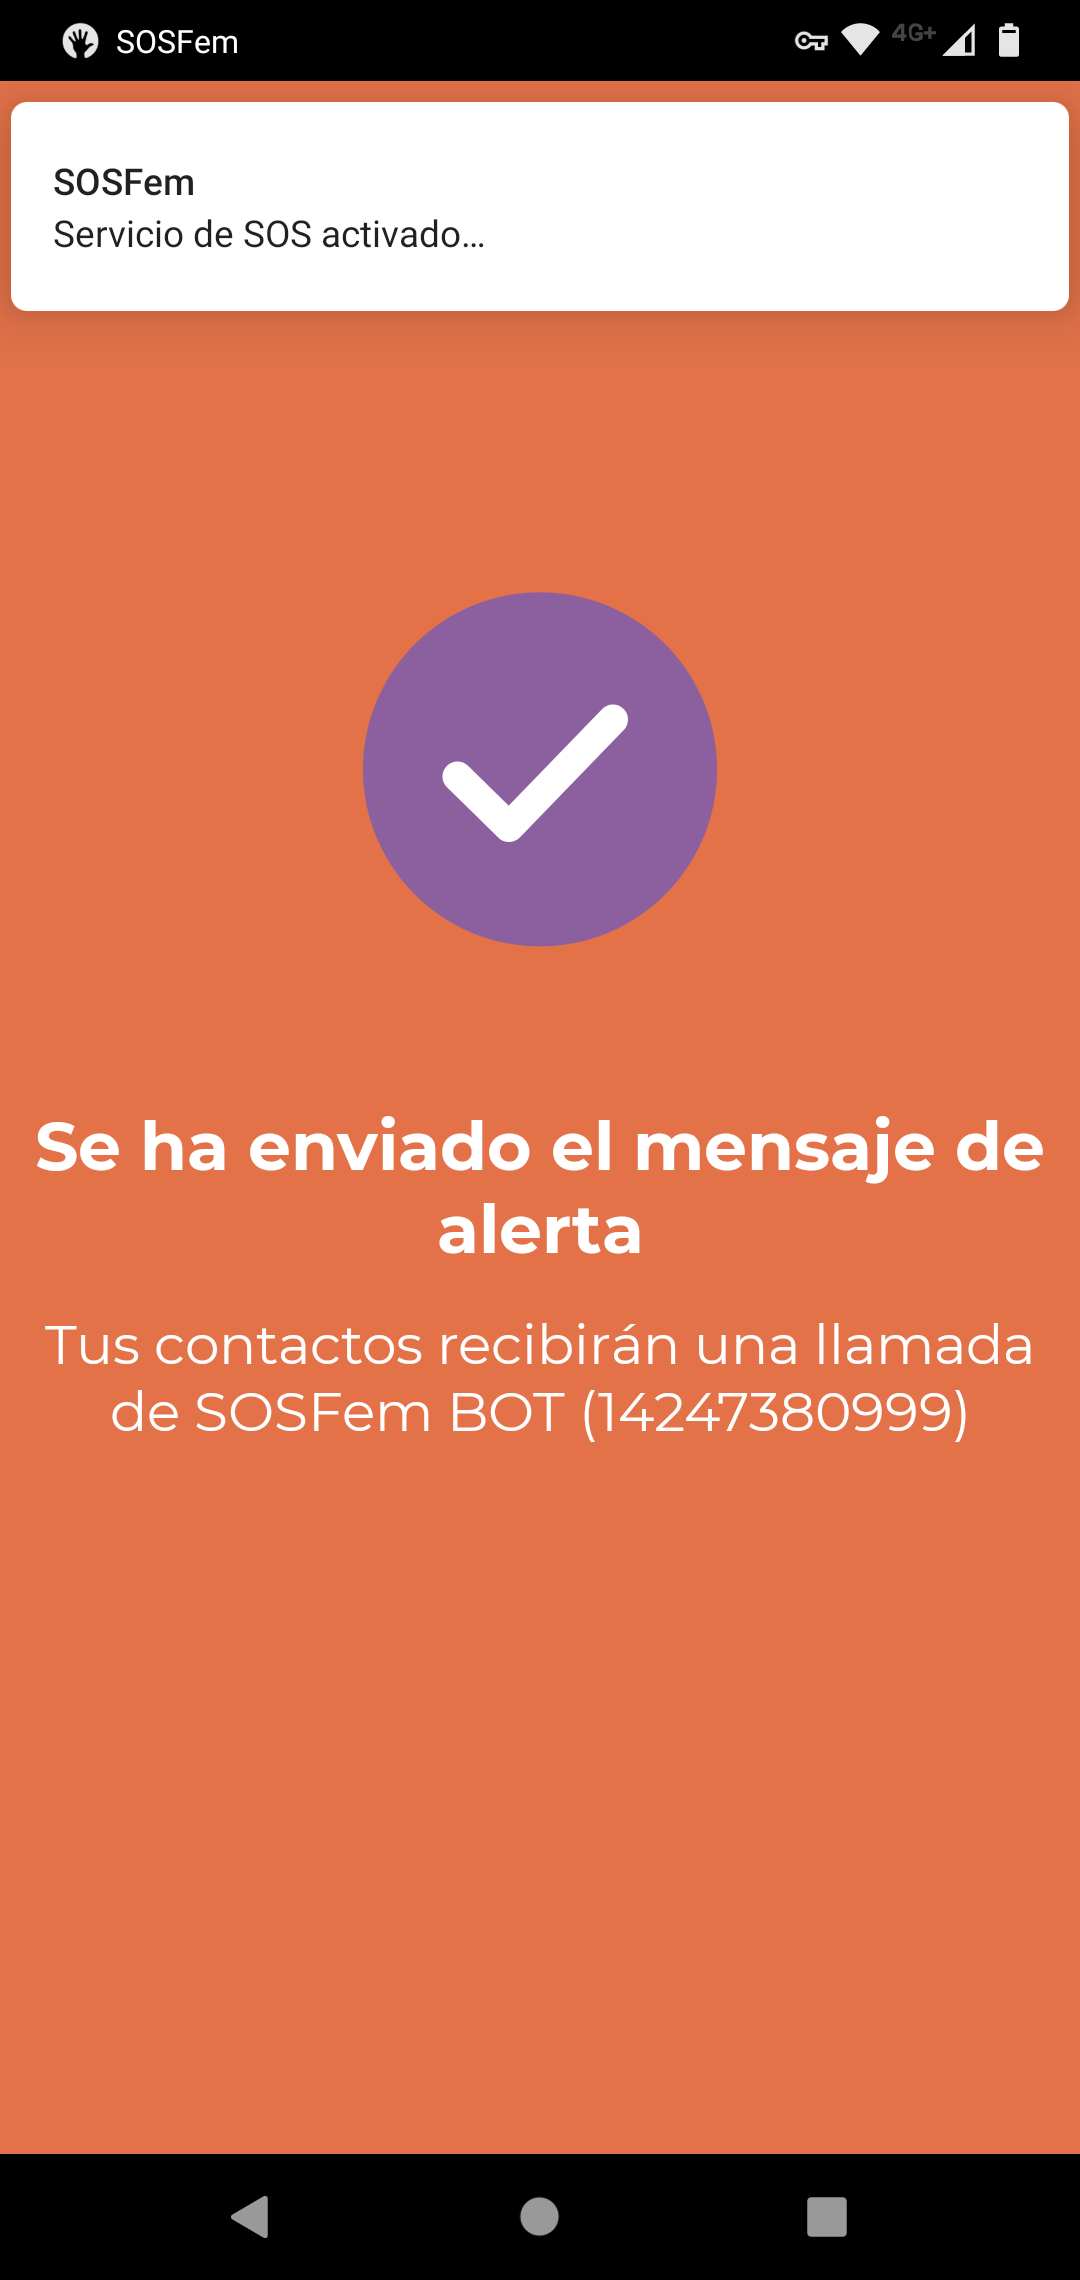 SOSFem
4G+
SOSFem
Servicio de SOS activado...
Se ha enviado el mensaje de
alerta
Tus contactos recibirán una llamada
de SOSFem BOT (14247380999)